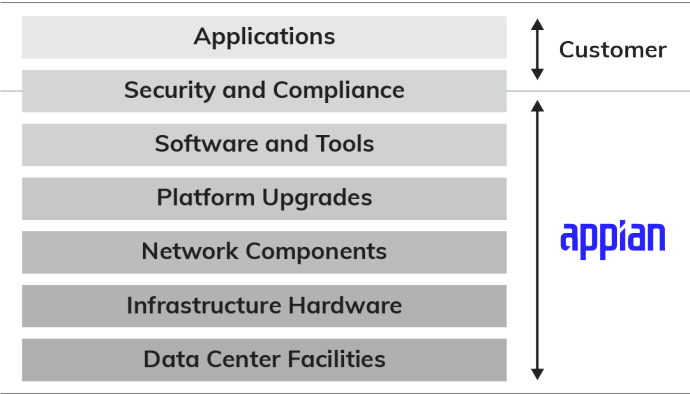 Applications
Customer
Security and Compliance
Software and Tools
Platform Upgrades
appian
Network Components
Infrastructure Hardware
Data Center Facilities